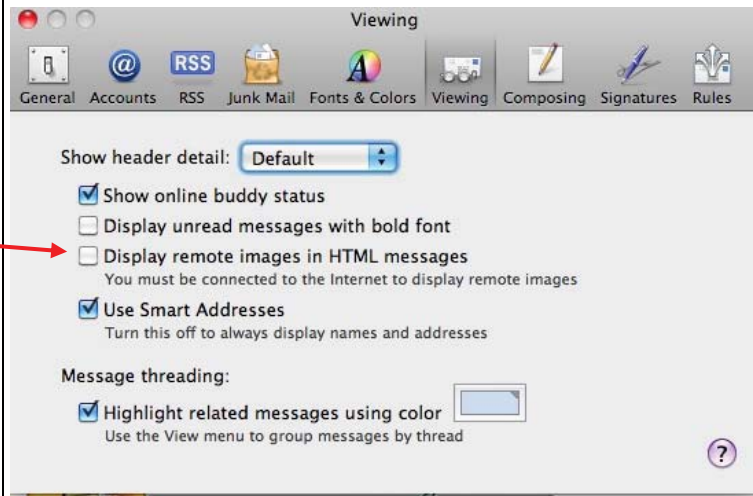 Viewing
RSS
General Accounts RSS Junk Mail Fonts & Colors Viewing Composing Signatures Rules
Show header detail: Default
Show online buddy status
Display unread messages with bold font
Display remote images in HTML messages
You must be connected to the Internet to display remote images
Use Smart Addresses
Turn this off to always display names and addresses
Message threading:
Highlight related messages using color
Use the View menu to group messages by thread
?